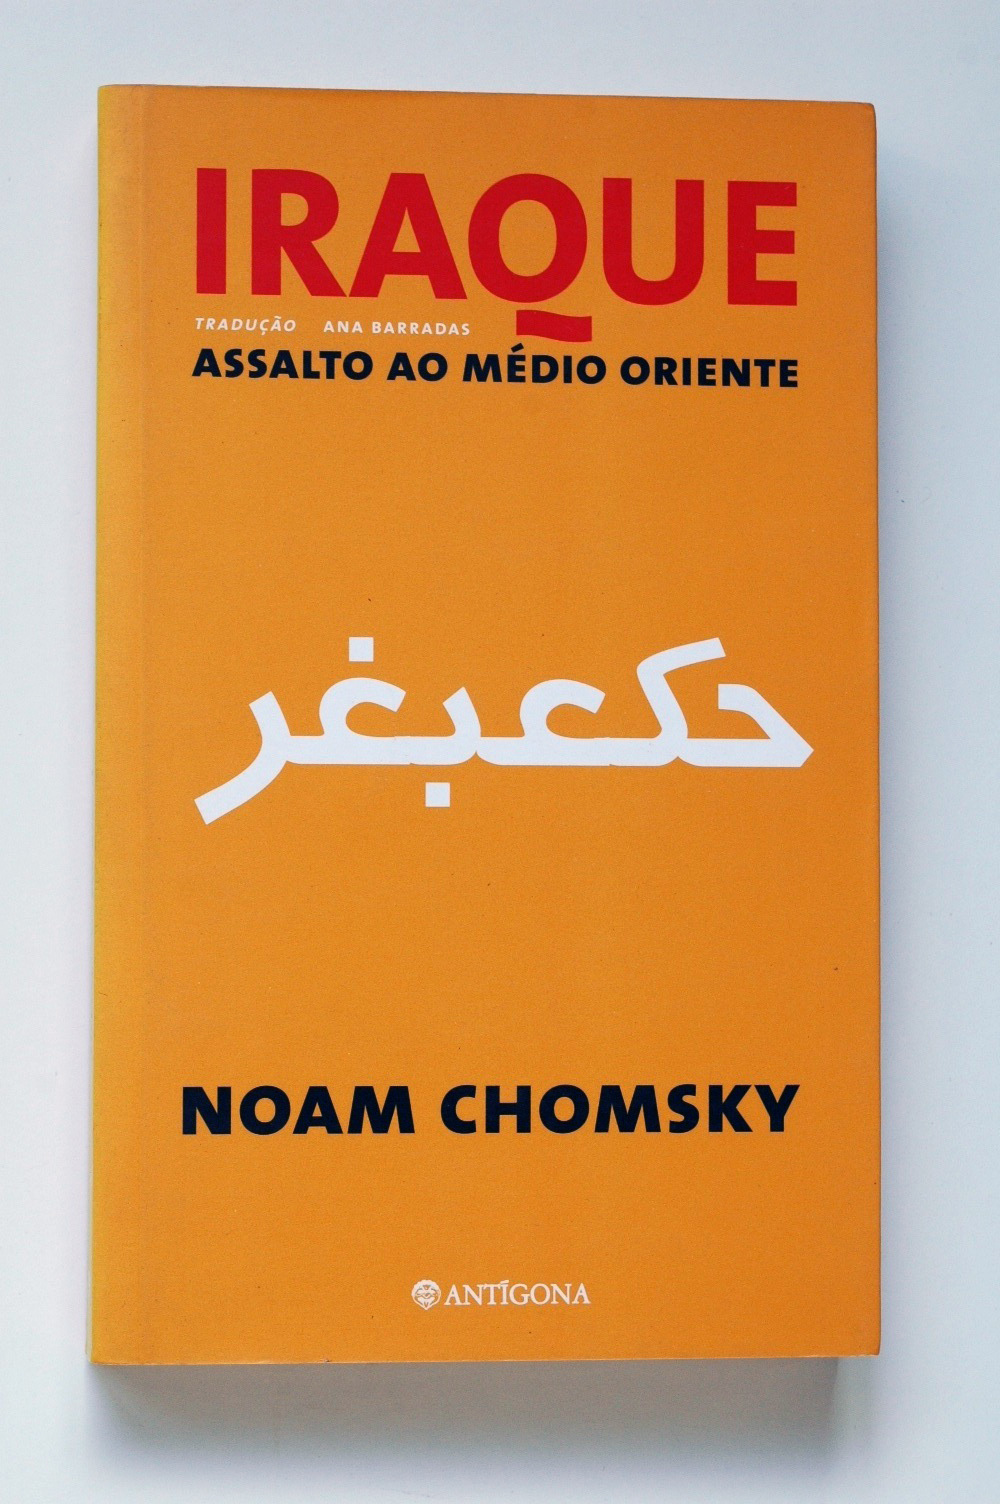 IRAQUE
TRADUÇÃO ANA BARRADAS
ASSALTO AO MÉDIO ORIENTE
حكعبغر
NOAM CHOMSKY
ANTÍGONA